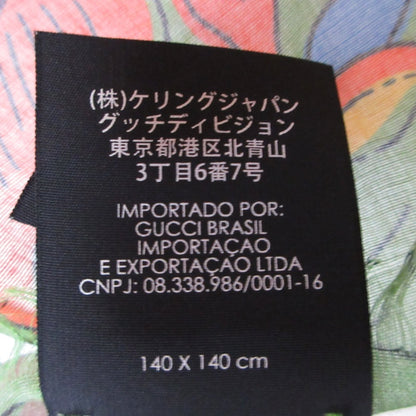 (株)ケリングジャパン
グッチディビジョン
東京都港区北青山
3丁目6番7号
IMPORTADO POR:
GUCCI BRASIL
IMPORTAÇAO
E EXPORTAÇAO LTDA
CNPJ: 08.338.986/0001-16
140 X 140 cm